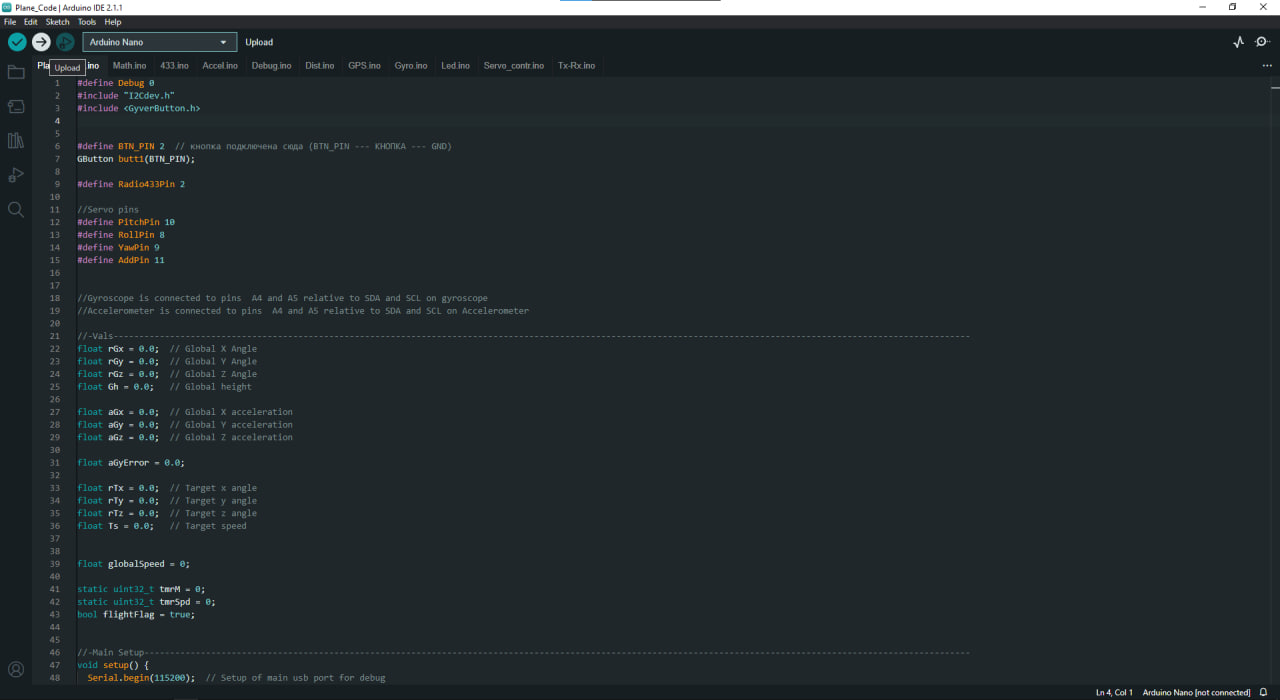 Plane_Code | Arduino IDE 2.1.1
File Edit Sketch Tools Help
Arduino Nano Upload
Pla Upload .ino Math.ino 433.ino Accel.ino Debug.ino Dist.ino GPS.ino Gyro.ino Led.ino Servo_contr.ino Tx-Rx.ino
1 #define Debug 0
2 #include "I2Cdev.h"
3 #include <GyverButton.h>
4
5
6 #define BTN_PIN 2 // кнопка подключена сюда (BTN_PIN --- КНОПКА --- GND)
7 GButton butt1(BTN_PIN);
8
9 #define Radio433Pin 2
10
11 //Servo pins
12 #define PitchPin 10
13 #define RollPin 8
14 #define YawPin 9
15 #define AddPin 11
16
17
18 //Gyroscope is connected to pins A4 and A5 relative to SDA and SCL on gyroscope
19 //Accelerometer is connected to pins A4 and A5 relative to SDA and SCL on Accelerometer
20
21 //-Vals-----------------------------------------------------------------------------------------------------------------------------------------------------------------------
22 float rGx = 0.0; // Global X Angle
23 float rGy = 0.0; // Global Y Angle
24 float rGz = 0.0; // Global Z Angle
25 float Gh = 0.0; // Global height
26
27 float aGx = 0.0; // Global X acceleration
28 float aGy = 0.0; // Global Y acceleration
29 float aGz = 0.0; // Global Z acceleration
30
31 float aGyError = 0.0;
32
33 float rTx = 0.0; // Target x angle
34 float rTy = 0.0; // Target y angle
35 float rTz = 0.0; // Target z angle
36 float Ts = 0.0; // Target speed
37
38
39 float globalSpeed = 0;
40
41 static uint32_t tmrM = 0;
42 static uint32_t tmrSpd = 0;
43 bool flightFlag = true;
44
45
46 //-Main Setup-----------------------------------------------------------------------------------------------------------------------------------------------------------------
47 void setup() {
48 Serial.begin(115200); // Setup of main usb port for debug
Ln 4, Col 1 Arduino Nano [not connected]